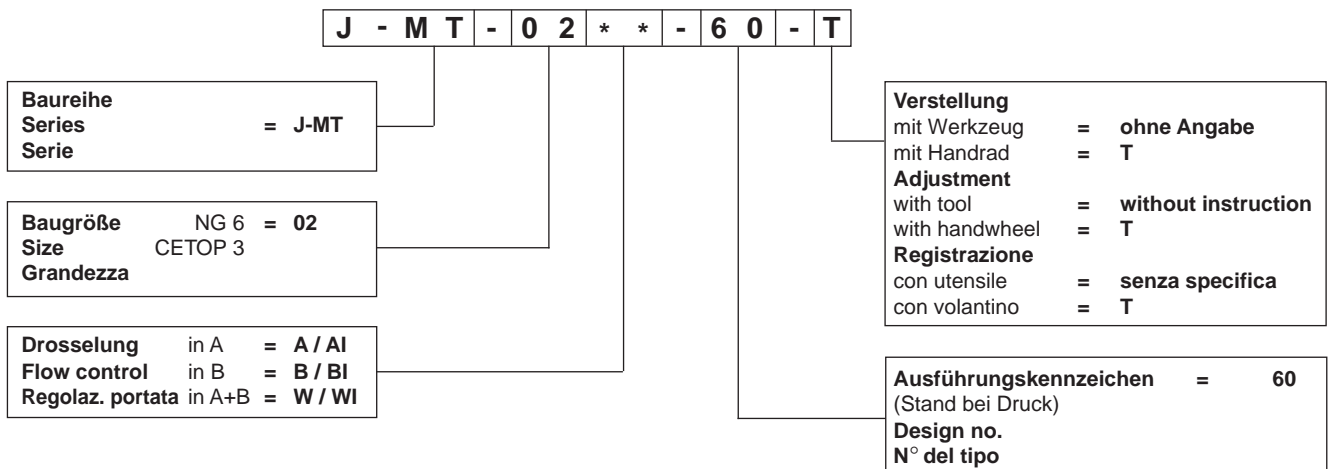 J - M T - 0 2 * * - 6 0 - T
Baureihe
Series = J-MT
Serie
Baugröße NG 6 = 02
Size CETOP 3
Grandezza
Drosselung in A = A / AI
Flow control in B = B / BI
Regolaz. portata in A+B = W / WI
Verstellung
mit Werkzeug = ohne Angabe
mit Handrad = T
Adjustment
with tool = without instruction
with handwheel = T
Registrazione
con utensile = senza specifica
con volantino = T
Ausführungskennzeichen = 60
(Stand bei Druck)
Design no.
N° del tipo